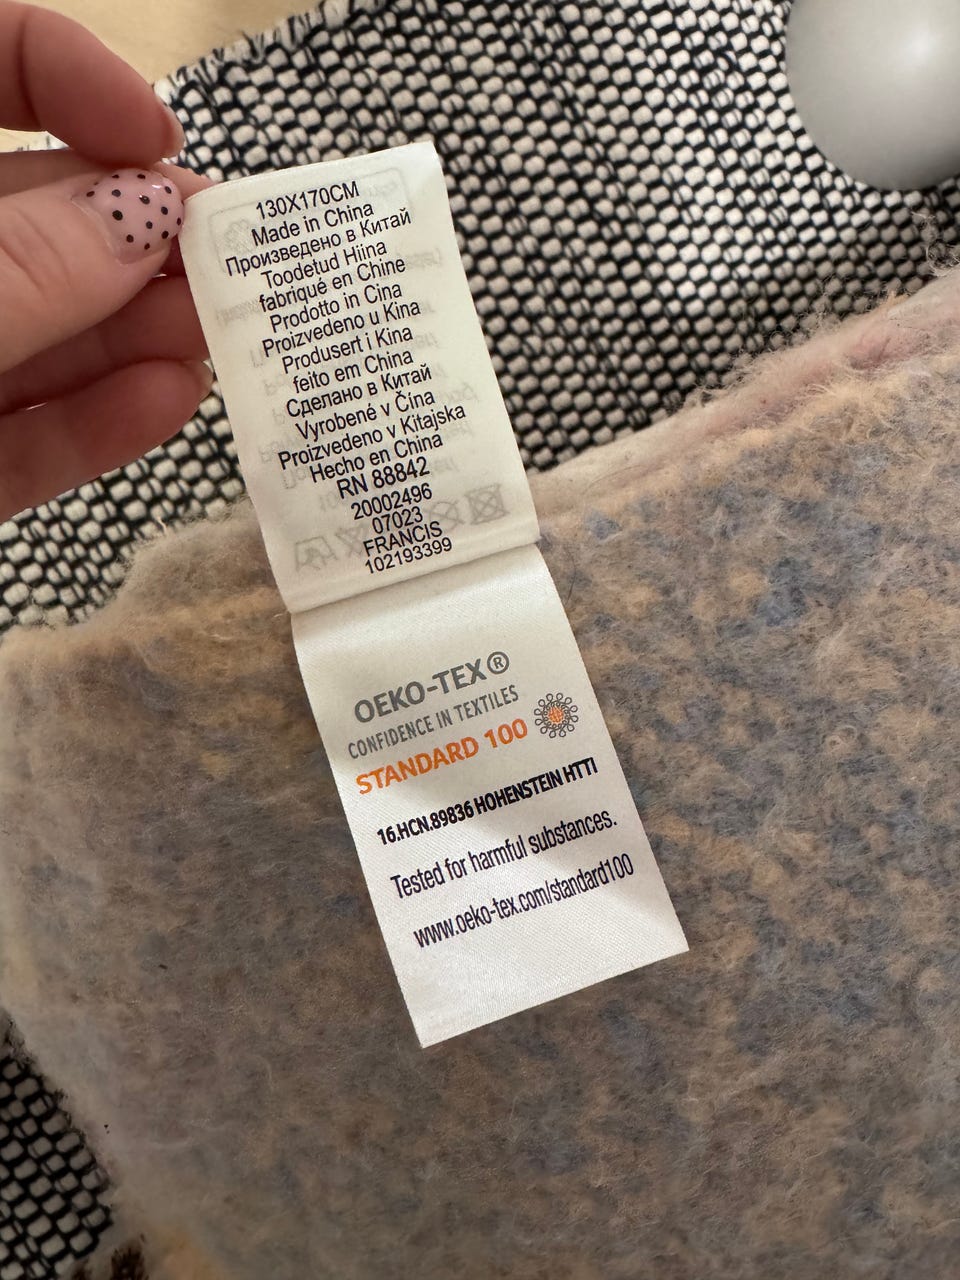 130X170CM
Made in China
Произведено в Китай
Toodetud Hiina
fabriqué en Chine
Prodotto in Cina
Proizvedeno u Kina
Produsert i Kina
feito em China
Сделано в Китай
Vyrobené v Čína
Proizvedeno v Kitajska
Hecho en China
RN 88842
20002496
07023
FRANCIS
102193399
OEKO-TEX®
CONFIDENCE IN TEXTILES
STANDARD 100
16.HCN.89836 HOHENSTEIN HTTI
Tested for harmful substances.
www.oeko-tex.com/standard100